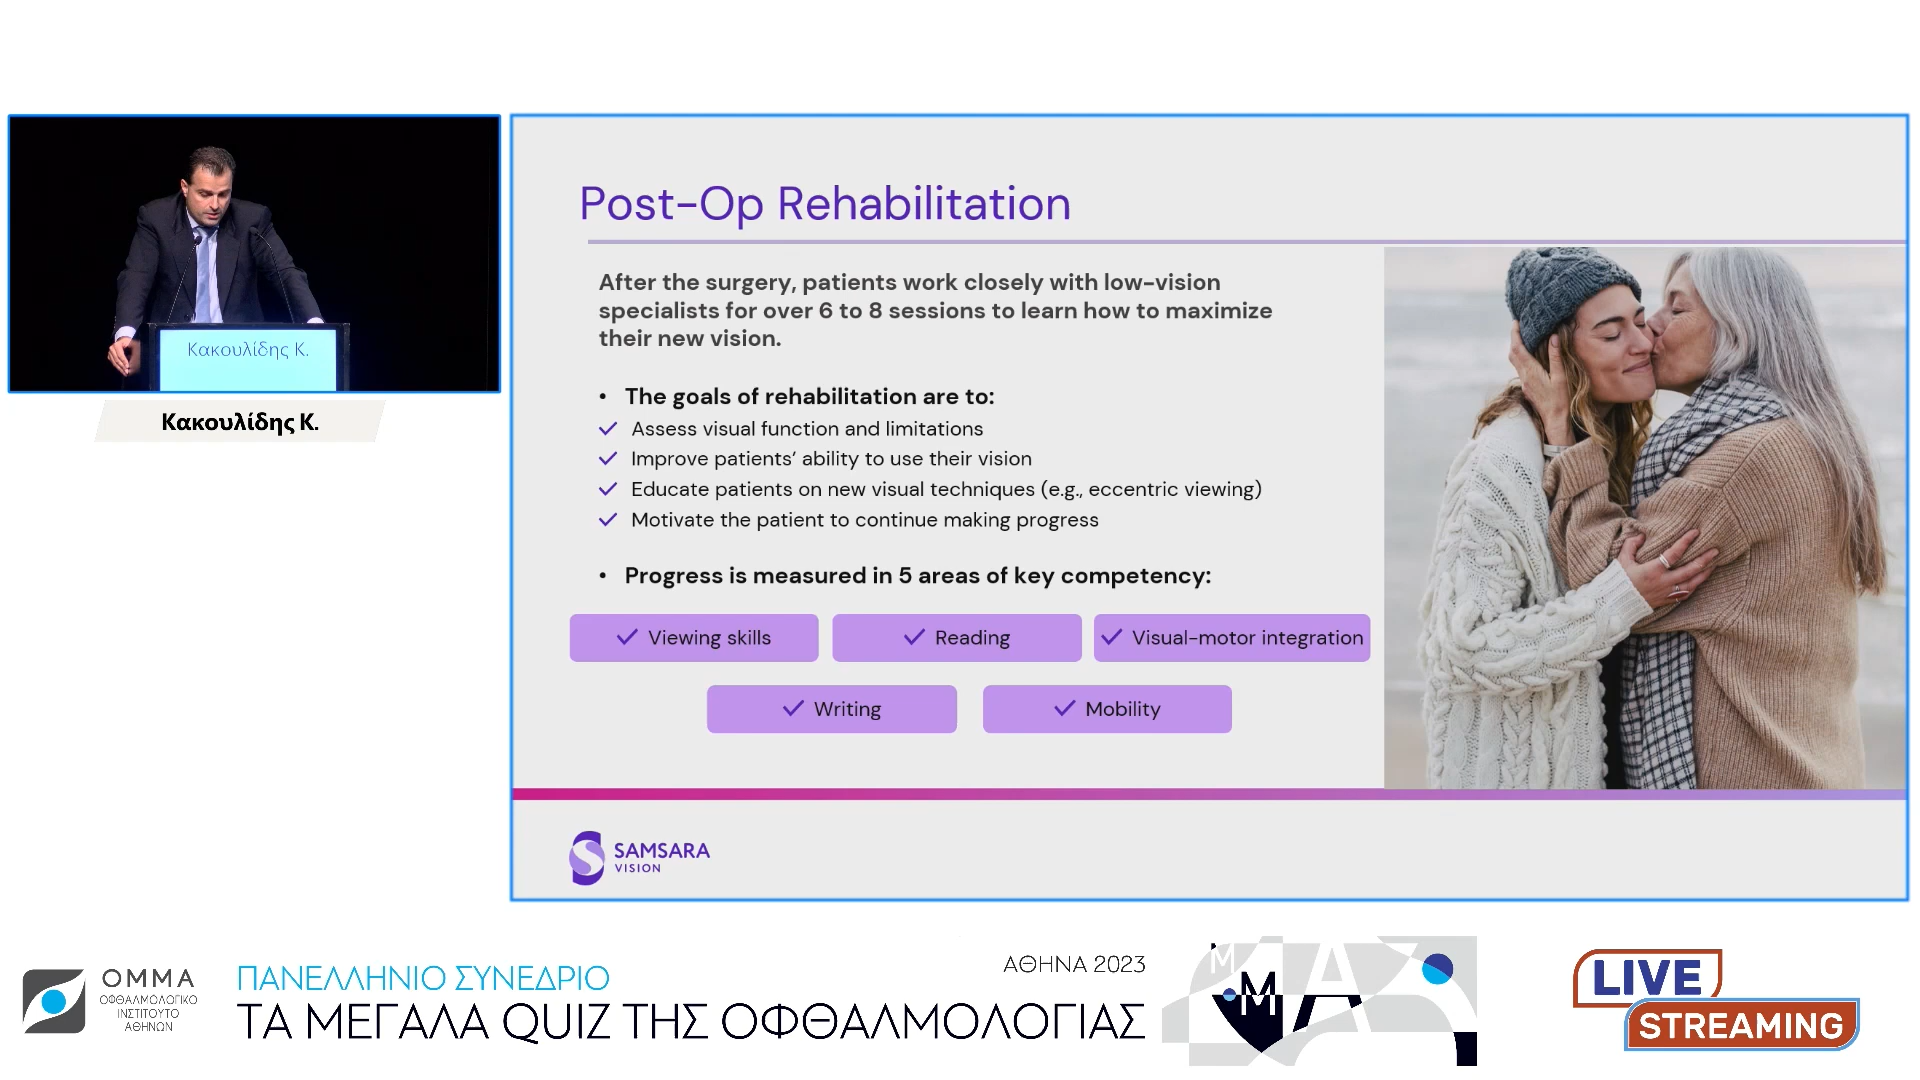 Κακουλίδης Κ.
Κακουλίδης Κ.
Post-Op Rehabilitation
After the surgery, patients work closely with low-vision
specialists for over 6 to 8 sessions to learn how to maximize
their new vision.
• The goals of rehabilitation are to:
✓ Assess visual function and limitations
✓ Improve patients’ ability to use their vision
✓ Educate patients on new visual techniques (e.g., eccentric viewing)
✓ Motivate the patient to continue making progress
• Progress is measured in 5 areas of key competency:
✓ Viewing skills ✓ Reading ✓ Visual-motor integration
✓ Writing ✓ Mobility
SAMSARA
VISION
ΟΜΜΑ
ΟΦΘΑΛΜΟΛΟΓΙΚΟ
ΙΝΣΤΙΤΟΥΤΟ
ΑΘΗΝΩΝ
ΠΑΝΕΛΛΗΝΙΟ ΣΥΝΕΔΡΙΟ
ΑΘΗΝΑ 2023
ΤΑ ΜΕΓΑΛΑ QUIZ ΤΗΣ ΟΦΘΑΛΜΟΛΟΓΙΑΣ
LIVE
STREAMING